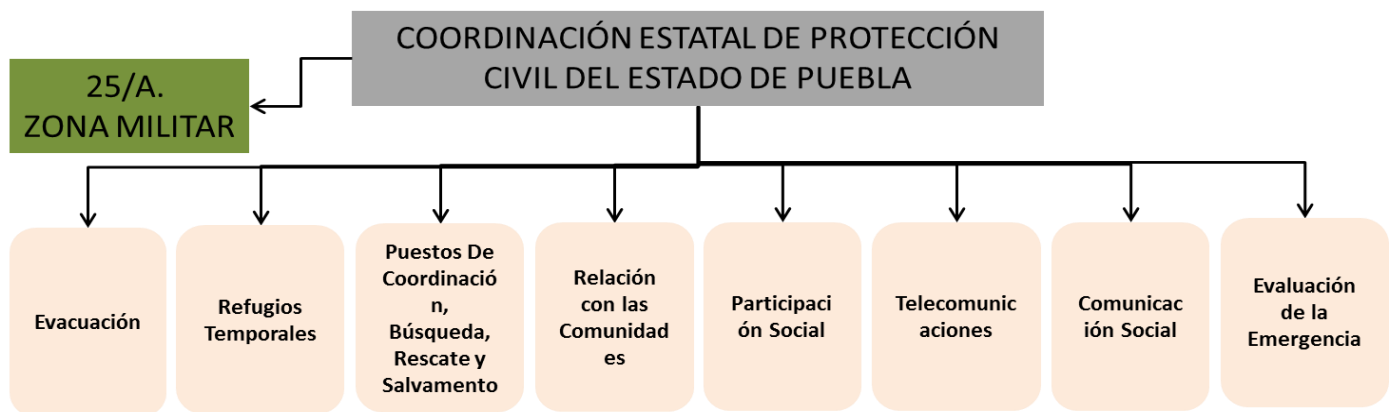 COORDINACIÓN ESTATAL DE PROTECCIÓN
CIVIL DEL ESTADO DE PUEBLA
25/A.
ZONA MILITAR
Evacuación
Refugios
Temporales
Puestos De
Coordinació
n,
Búsqueda,
Rescate y
Salvamento
Relación
con las
Comunidad
es
Participaci
ón Social
Telecomunic
aciones
Comunicac
ión Social
Evaluación
de la
Emergencia